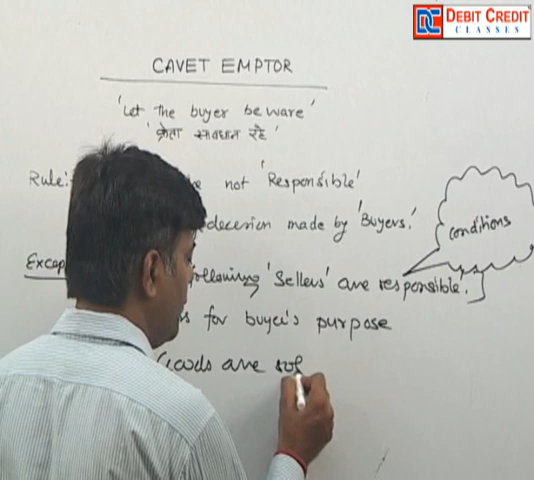 DEBIT CREDIT
CLASSES
CAVET EMPTOR
'Let the buyer beware'
'क्रेता सावधान रहे'
Rule: not 'Responsible'
made by 'Buyers.'
conditions
following 'Sellers' are responsible.
for buyer's purpose
Goods are